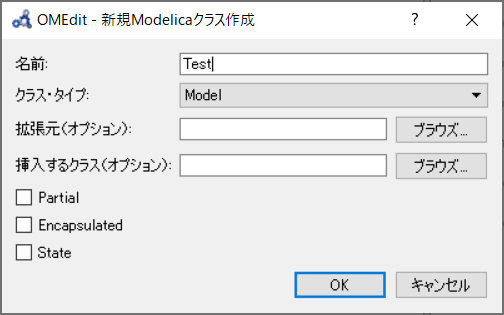 OMEdit - 新規Modelicaクラス作成
名前: Test
クラス・タイプ: Model
拡張元(オプション): ブラウズ...
挿入するクラス(オプション): ブラウズ...
Partial
Encapsulated
State
OK キャンセル